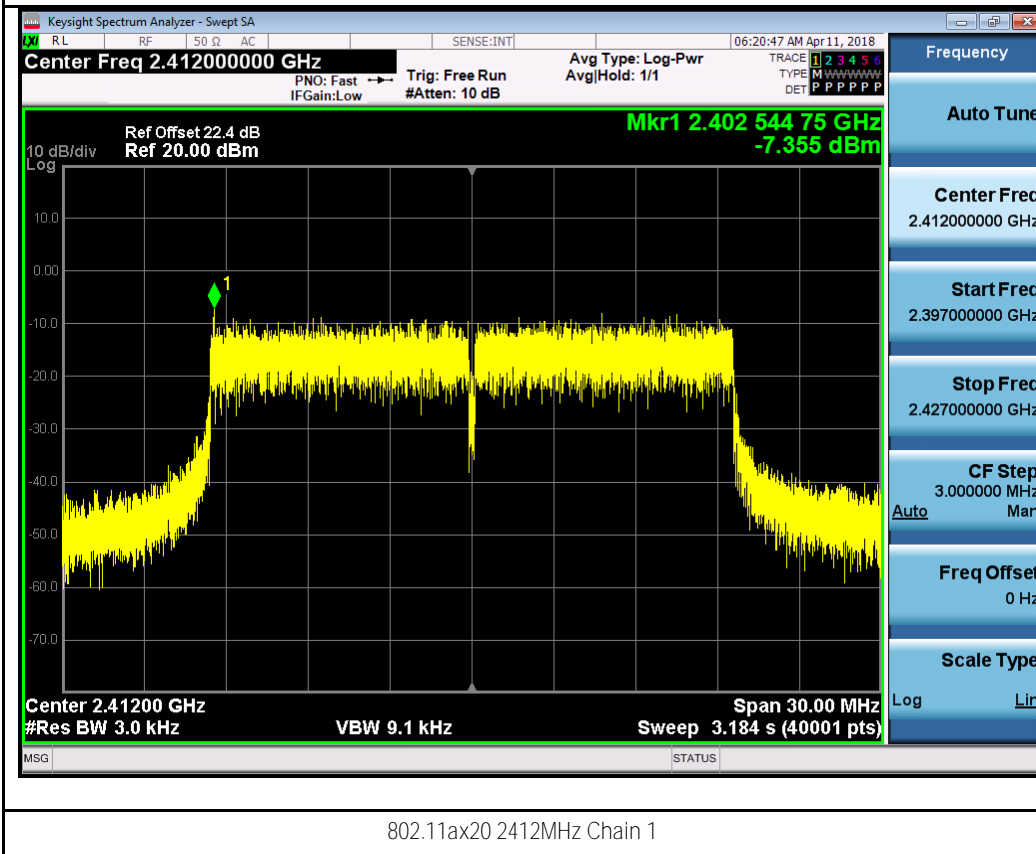 Keysight Spectrum Analyzer - Swept SA
LXI RL RF 50 Ω AC SENSE:INT 06:20:47 AM Apr 11, 2018
Center Freq 2.412000000 GHz
PNO: Fast
IFGain:Low
Trig: Free Run
#Atten: 10 dB
Avg Type: Log-Pwr
Avg|Hold: 1/1
TRACE 1 2 3 4 5 6
TYPE M WWWWW
DET P P P P P P
Ref Offset 22.4 dB
10 dB/div Ref 20.00 dBm
Log
Mkr1 2.402 544 75 GHz
-7.355 dBm
1
10.0
0.00
-10.0
-20.0
-30.0
-40.0
-50.0
-60.0
-70.0
Center 2.41200 GHz Span 30.00 MHz
#Res BW 3.0 kHz VBW 9.1 kHz Sweep 3.184 s (40001 pts)
MSG STATUS
Frequency
Auto Tune
Center Freq
2.412000000 GHz
Start Freq
2.397000000 GHz
Stop Freq
2.427000000 GHz
CF Step
3.000000 MHz
Auto Man
Freq Offset
0 Hz
Scale Type
Log Lin
802.11ax20 2412MHz Chain 1